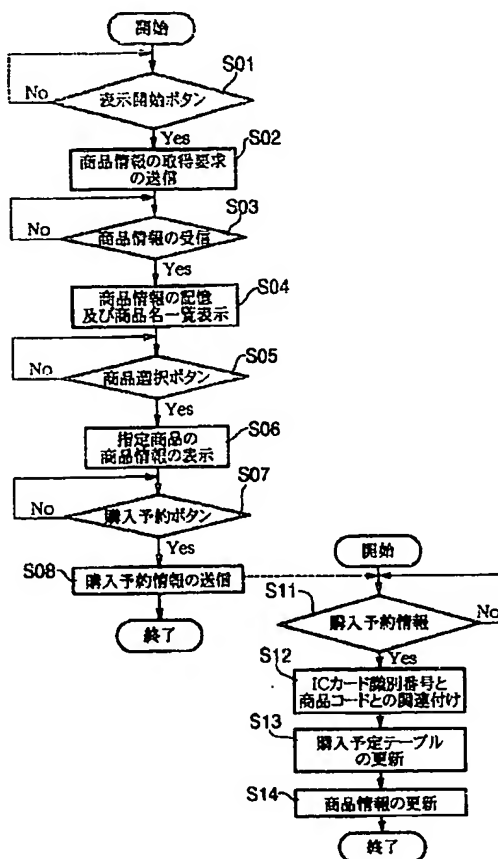 開始
S01
表示開始ボタン
No
Yes
S02
商品情報の取得要求
の送信
S03
No
商品情報の受信
Yes
S04
商品情報の記憶
及び商品名一覧表示
S05
No
商品選択ボタン
Yes
S06
指定商品の
商品情報の表示
S07
No
購入予約ボタン
Yes
S08
購入予約情報の送信
終了
開始
S11
購入予約情報
No
Yes
S12
ICカード識別番号と
商品コードとの関連付け
S13
購入予定テーブル
の更新
S14
商品情報の更新
終了